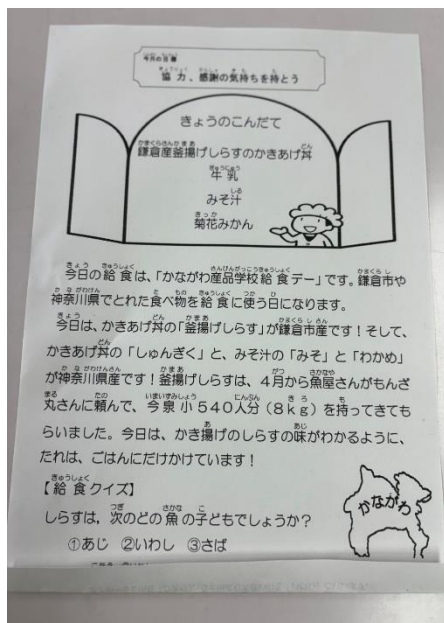 今月の目標
協力、感謝の気持ちを持とう
きょうのこんだて
鎌倉産釜揚げしらすのかきあげ丼
牛乳
みそ汁
菊花みかん
今日の給食は、「かながわ産品学校給食デー」です。鎌倉市や
神奈川県でとれた食べ物を給食に使う日になります。
今日は、かきあげ丼の「釜揚げしらす」が鎌倉市産です！そして、
かきあげ丼の「しゅんぎく」と、みそ汁の「みそ」と「わかめ」
が神奈川県産です！釜揚げしらすは、4月から魚屋さんがもんざ
丸さんに頼んで、今泉小540人分（8kg）を持ってきても
らいました。今日は、かき揚げのしらすの味がわかるように、
たれは、ごはんにだけかけています！
【給食クイズ】
しらすは，次のどの魚の子どもでしょうか？
①あじ ②いわし ③さば
かながわ